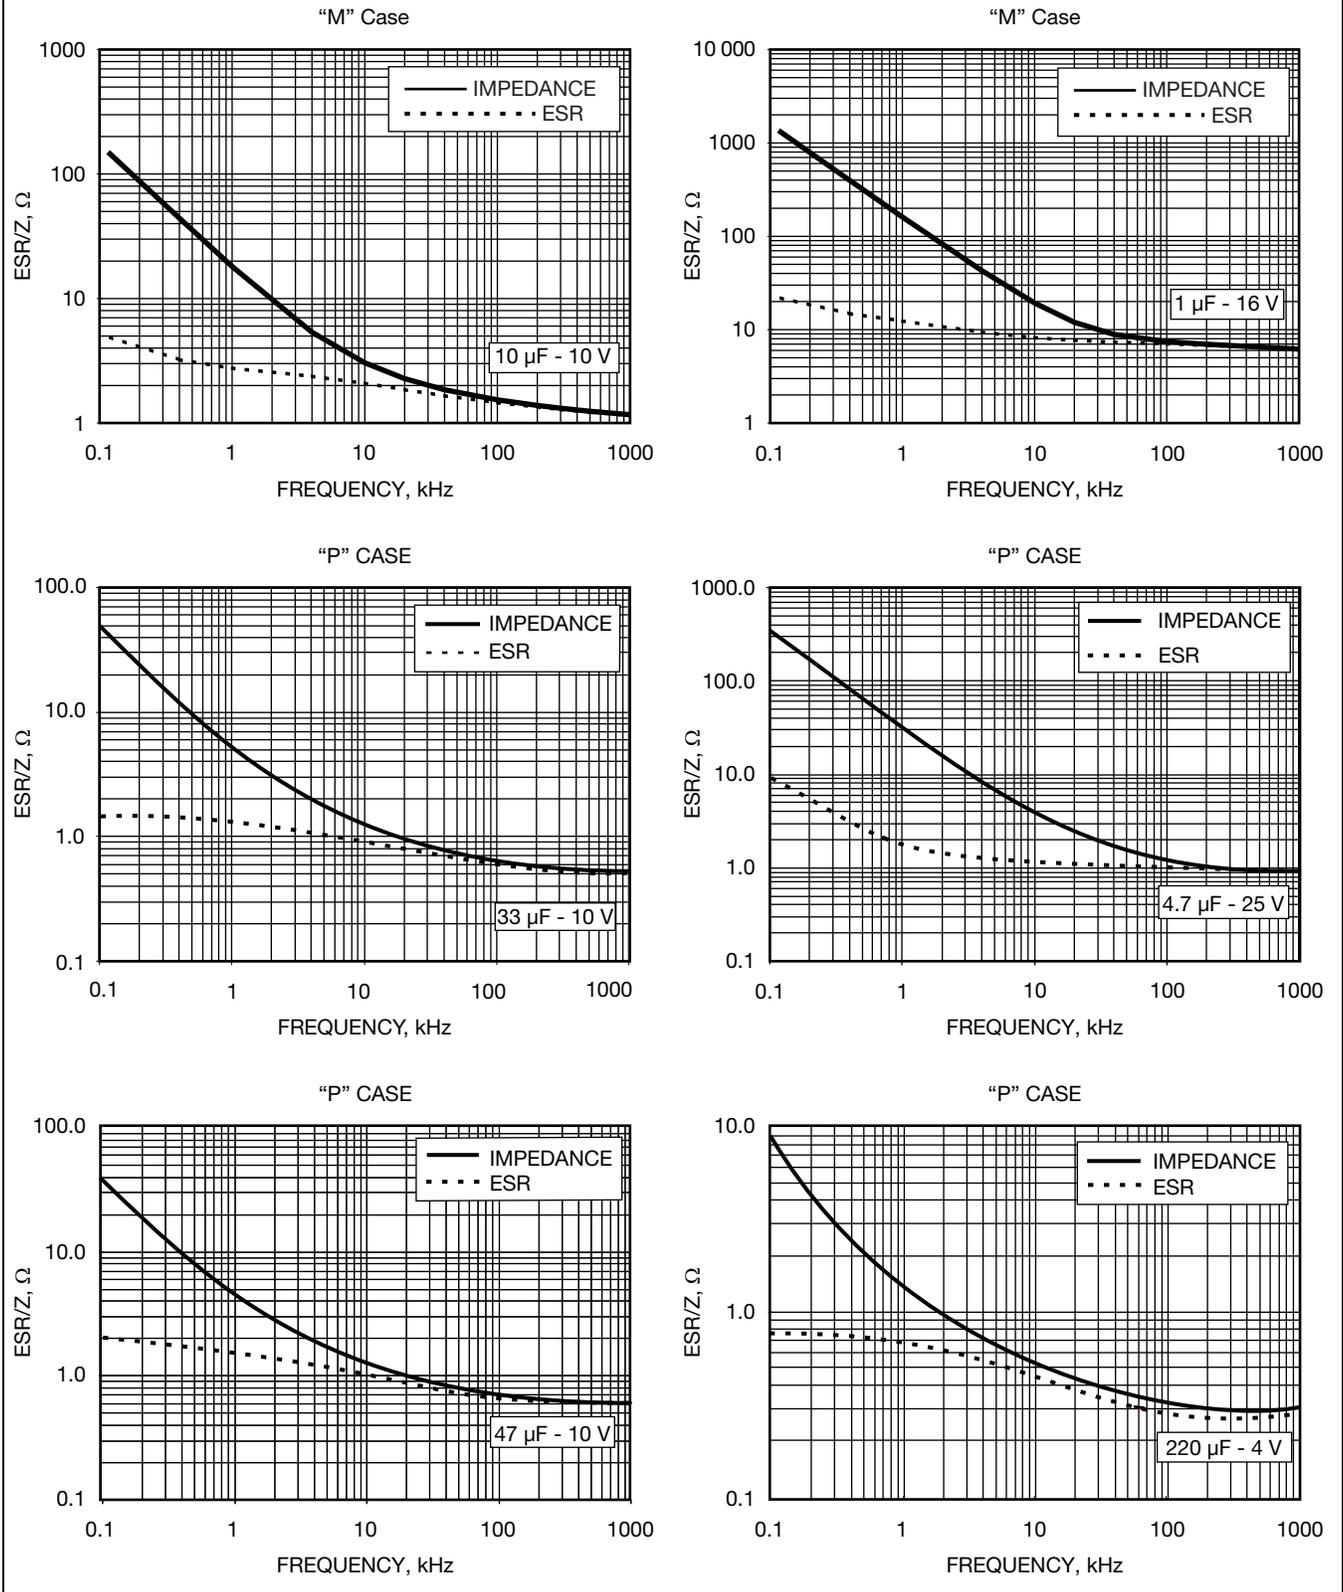 “M” Case
1000
100
10
1
ESR/Z, Ω
IMPEDANCE
ESR
10 µF - 10 V
0.1 1 10 100 1000
FREQUENCY, kHz
“M” Case
10 000
1000
100
10
1
ESR/Z, Ω
IMPEDANCE
ESR
1 µF - 16 V
0.1 1 10 100 1000
FREQUENCY, kHz
“P” CASE
100.0
10.0
1.0
0.1
ESR/Z, Ω
IMPEDANCE
ESR
33 µF - 10 V
0.1 1 10 100 1000
FREQUENCY, kHz
“P” CASE
1000.0
100.0
10.0
1.0
0.1
ESR/Z, Ω
IMPEDANCE
ESR
4.7 µF - 25 V
0.1 1 10 100 1000
FREQUENCY, kHz
“P” CASE
100.0
10.0
1.0
0.1
ESR/Z, Ω
IMPEDANCE
ESR
47 µF - 10 V
0.1 1 10 100 1000
FREQUENCY, kHz
“P” CASE
10.0
1.0
0.1
ESR/Z, Ω
IMPEDANCE
ESR
220 µF - 4 V
0.1 1 10 100 1000
FREQUENCY, kHz